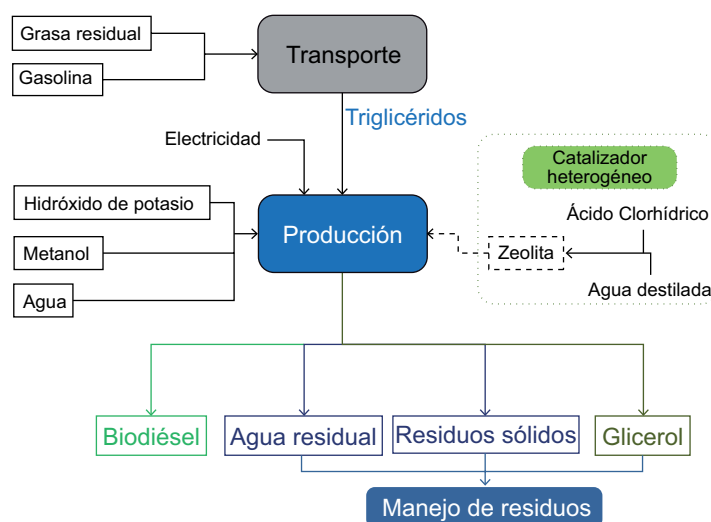 Grasa residual
Gasolina
Transporte
Triglicéridos
Electricidad
Catalizador
heterogéneo
Hidróxido de potasio
Metanol
Agua
Producción
Zeolita
Ácido Clorhídrico
Agua destilada
Biodiésel
Agua residual
Residuos sólidos
Glicerol
Manejo de residuos